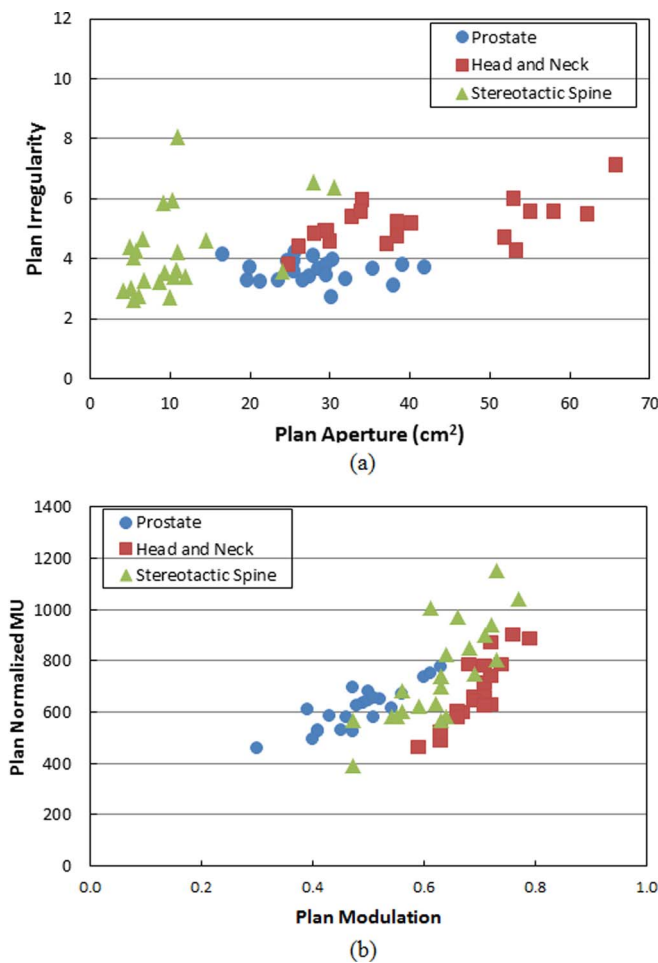 12
10
8
6
4
2
0
Plan Irregularity
Prostate
Head and Neck
Stereotactic Spine
0 10 20 30 40 50 60 70
Plan Aperture (cm²)
(a)
1400
1200
1000
800
600
400
200
0
Plan Normalized MU
Prostate
Head and Neck
Stereotactic Spine
0.0 0.2 0.4 0.6 0.8 1.0
Plan Modulation
(b)